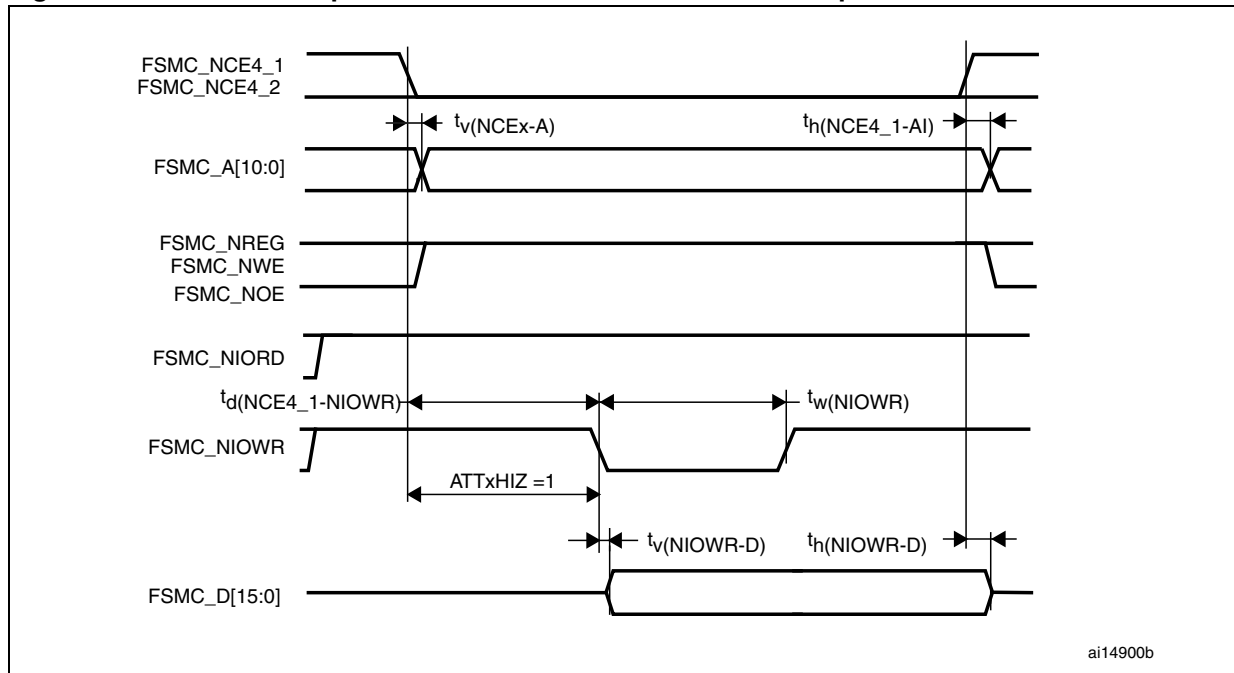 FSMC_NCE4_1
FSMC_NCE4_2
tv(NCEx-A)
th(NCE4_1-AI)
FSMC_A[10:0]
FSMC_NREG
FSMC_NWE
FSMC_NOE
FSMC_NIORD
td(NCE4_1-NIOWR)
tw(NIOWR)
FSMC_NIOWR
ATTxHIZ =1
tv(NIOWR-D)
th(NIOWR-D)
FSMC_D[15:0]
ai14900b